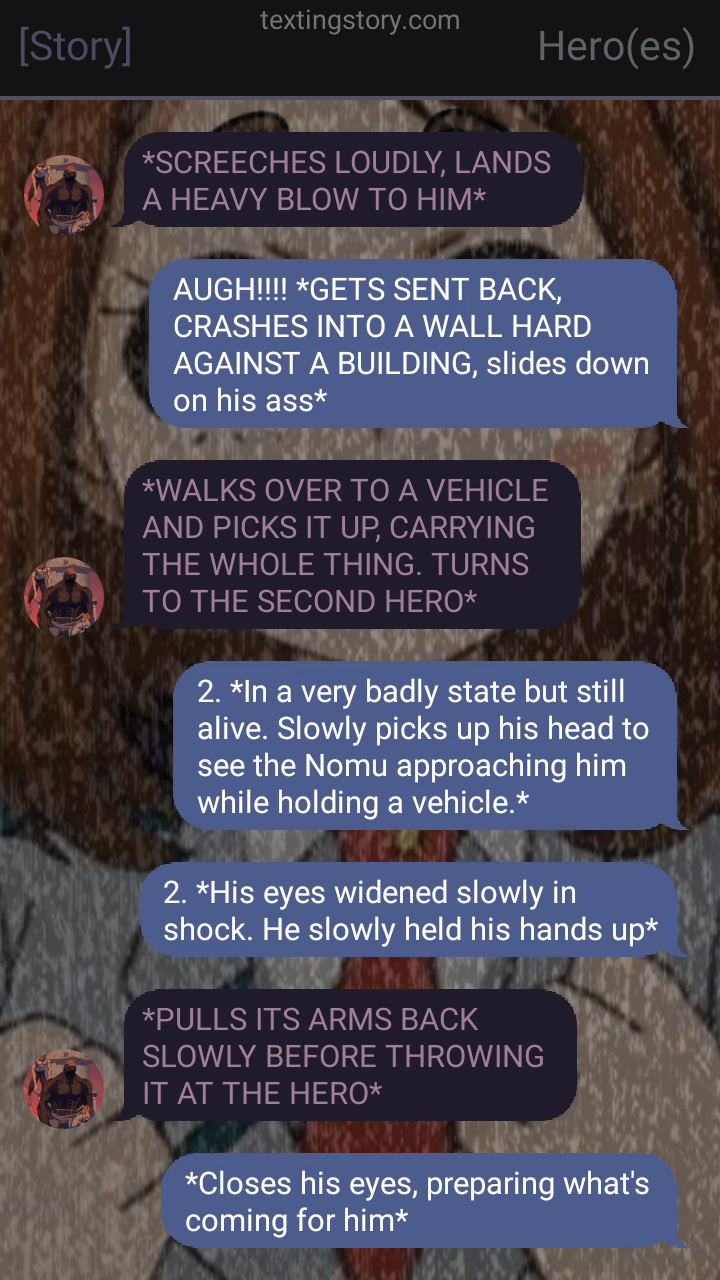 textingstory.com
[Story]
Hero(es)
*SCREECHES LOUDLY, LANDS
A HEAVY BLOW TO HIM*
AUGH!!!! *GETS SENT BACK,
CRASHES INTO A WALL HARD
AGAINST A BUILDING, slides down
on his ass*
*WALKS OVER TO A VEHICLE
AND PICKS IT UP, CARRYING
THE WHOLE THING. TURNS
TO THE SECOND HERO*
2. *In a very badly state but still
alive. Slowly picks up his head to
see the Nomu approaching him
while holding a vehicle.*
2. *His eyes widened slowly in
shock. He slowly held his hands up*
*PULLS ITS ARMS BACK
SLOWLY BEFORE THROWING
IT AT THE HERO*
*Closes his eyes, preparing what's
coming for him*